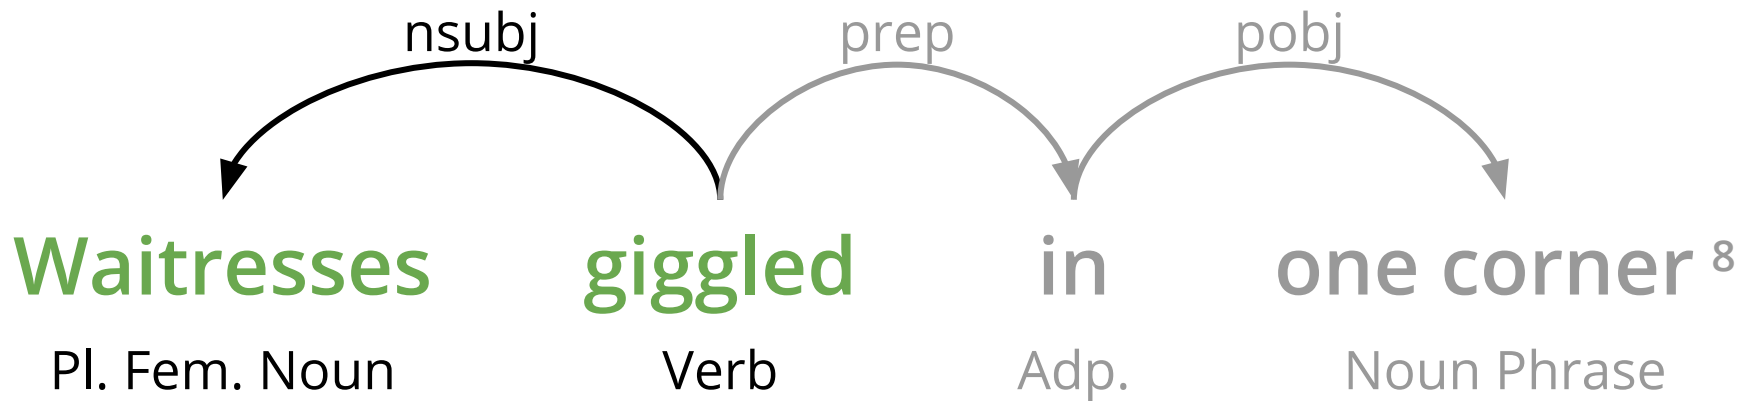 nsubj prep pobj
Waitresses giggled in one corner 8
Pl. Fem. Noun Verb Adp. Noun Phrase